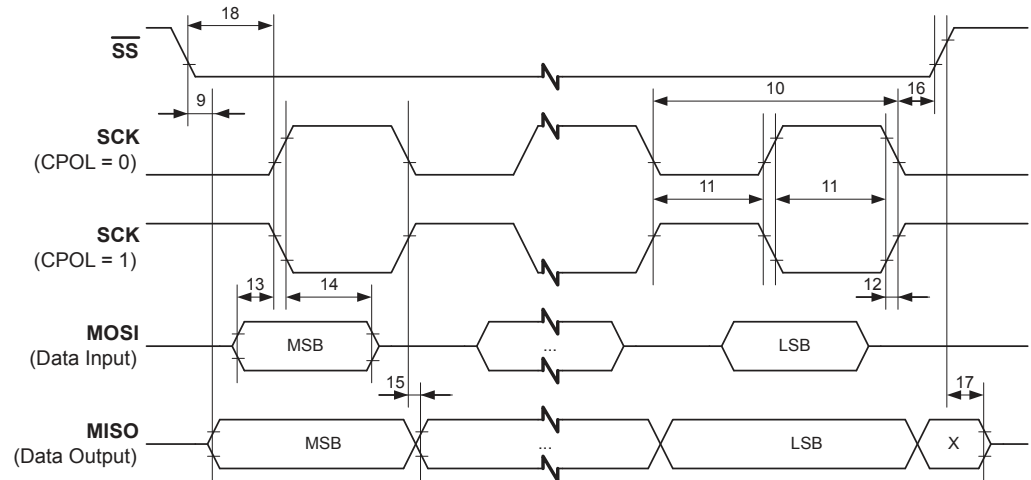 18
SS
9
10
16
SCK
(CPOL = 0)
11
11
SCK
(CPOL = 1)
13
14
12
MOSI
(Data Input)
MSB
...
LSB
15
17
MISO
(Data Output)
MSB
...
LSB
X